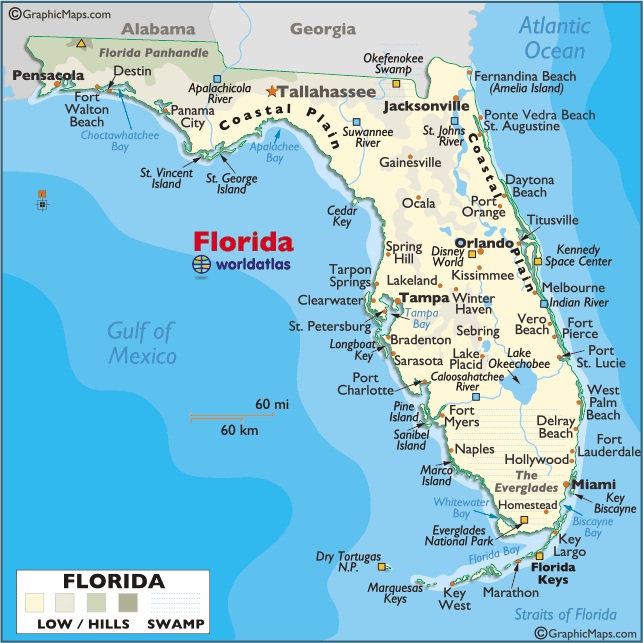 ©GraphicMaps.com
Alabama
Georgia
Atlantic
Ocean
Florida Panhandle
Okefenokee
Swamp
Pensacola
Destin
Fort
Walton
Beach
Choctawhatchee
Bay
Panama
City
Apalachicola
River
Tallahassee
Coastal Plain
Suwannee
River
Jacksonville
St. Johns
River
Fernandina Beach
(Amelia Island)
Ponte Vedra Beach
St. Augustine
St. Vincent
Island
St. George
Island
Apalachee
Bay
Gainesville
Coastal Plain
Daytona
Beach
Port
Orange
Titusville
Ocala
Cedar
Key
Florida
worldatlas
Spring
Hill
Orlando
Disney
World
Kennedy
Space Center
Kissimmee
Tarpon
Springs
Lakeland
Melbourne
Indian River
Clearwater
Tampa
Winter
Haven
Tampa
Bay
St. Petersburg
Vero
Beach
Fort
Pierce
Gulf of
Mexico
Longboat
Key
Bradenton
Sebring
Sarasota
Lake
Placid
Lake
Okeechobee
Port
St. Lucie
Port
Charlotte
Caloosahatchee
River
60 mi
60 km
Pine
Island
Fort
Myers
West
Palm
Beach
Sanibel
Island
Delray
Beach
Naples
Fort
Lauderdale
Hollywood
Marco
Island
The
Everglades
Miami
Key
Biscayne
Whitewater
Bay
Homestead
Biscayne
Bay
Everglades
National Park
Key
Largo
Florida Bay
Dry Tortugas
N.P.
Florida
Keys
Marquesas
Keys
Key
West
Marathon
Straits of Florida
FLORIDA
LOW / HILLS
SWAMP
©GraphicMaps.com